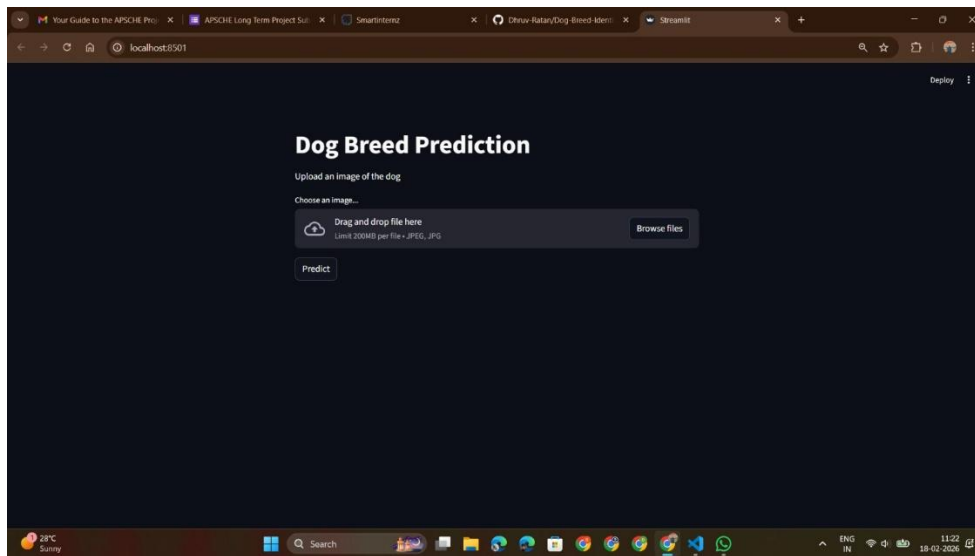 Your Guide to the APSCHE Proj
APSCHE Long Term Project Sub
Smartinternz
Dhruv-Ratan/Dog-Breed-Identi
Streamlit
localhost:8501
Deploy
Dog Breed Prediction
Upload an image of the dog
Choose an image...
Drag and drop file here
Limit 200MB per file • JPEG, JPG
Browse files
Predict
1
28°C
Sunny
Search
ENG
IN
11:22
18-02-2026